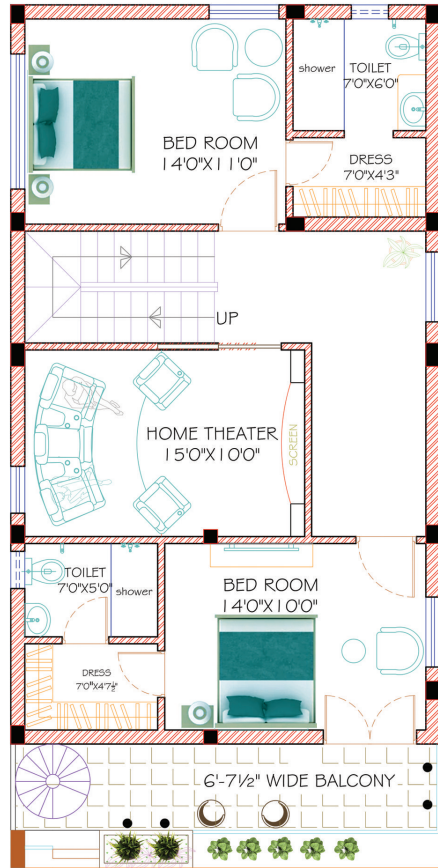 shower
TOILET
7'0"X6'0"
BED ROOM
14'0"X11'0"
DRESS
7'0"X4'3"
UP
HOME THEATER
15'0"X10'0"
SCREEN
TOILET
7'0"X5'0"
shower
BED ROOM
14'0"X10'0"
DRESS
7'0"X4'7½"
6'-7½" WIDE BALCONY